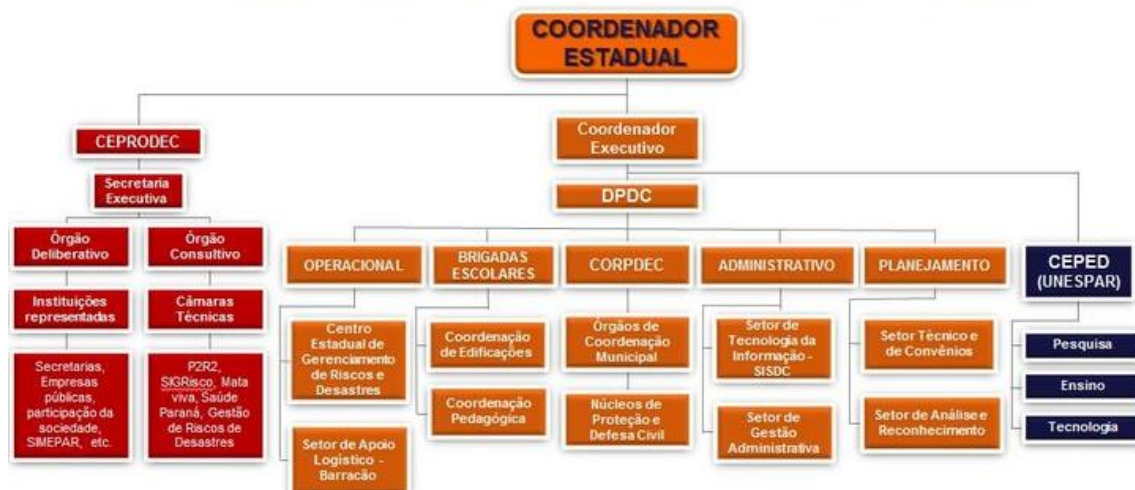 COORDENADOR
ESTADUAL
CEPRODEC
Coordenador
Executivo
Secretaria
Executiva
DPDC
Órgão
Deliberativo
Órgão
Consultivo
OPERACIONAL
BRIGADAS
ESCOLARES
CORPDEC
ADMINISTRATIVO
PLANEJAMENTO
CEPED
(UNESPAR)
Instituições
representadas
Câmaras
Técnicas
Centro
Estadual de
Gerenciamento
de Riscos e
Desastres
Coordenação
de Edificações
Órgãos de
Coordenação
Municipal
Setor de
Tecnologia da
Informação -
SISDC
Setor Técnico e
de Convênios
Pesquisa
Secretarias,
Empresas
públicas,
participação da
sociedade,
SIMEPAR, etc.
P2R2,
SIGRisco, Mata
viva, Saúde
Paraná, Gestão
de Riscos de
Desastres
Ensino
Setor de Apoio
Logístico -
Barracão
Coordenação
Pedagógica
Núcleos de
Proteção e
Defesa Civil
Setor de
Gestão
Administrativa
Setor de Análise e
Reconhecimento
Tecnologia